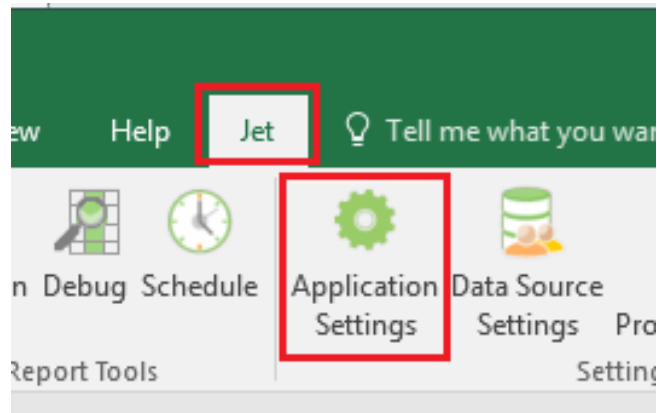 ew Help Jet Tell me what you war
n Debug Schedule Application Data Source
Settings Settings Pro
Report Tools Setting